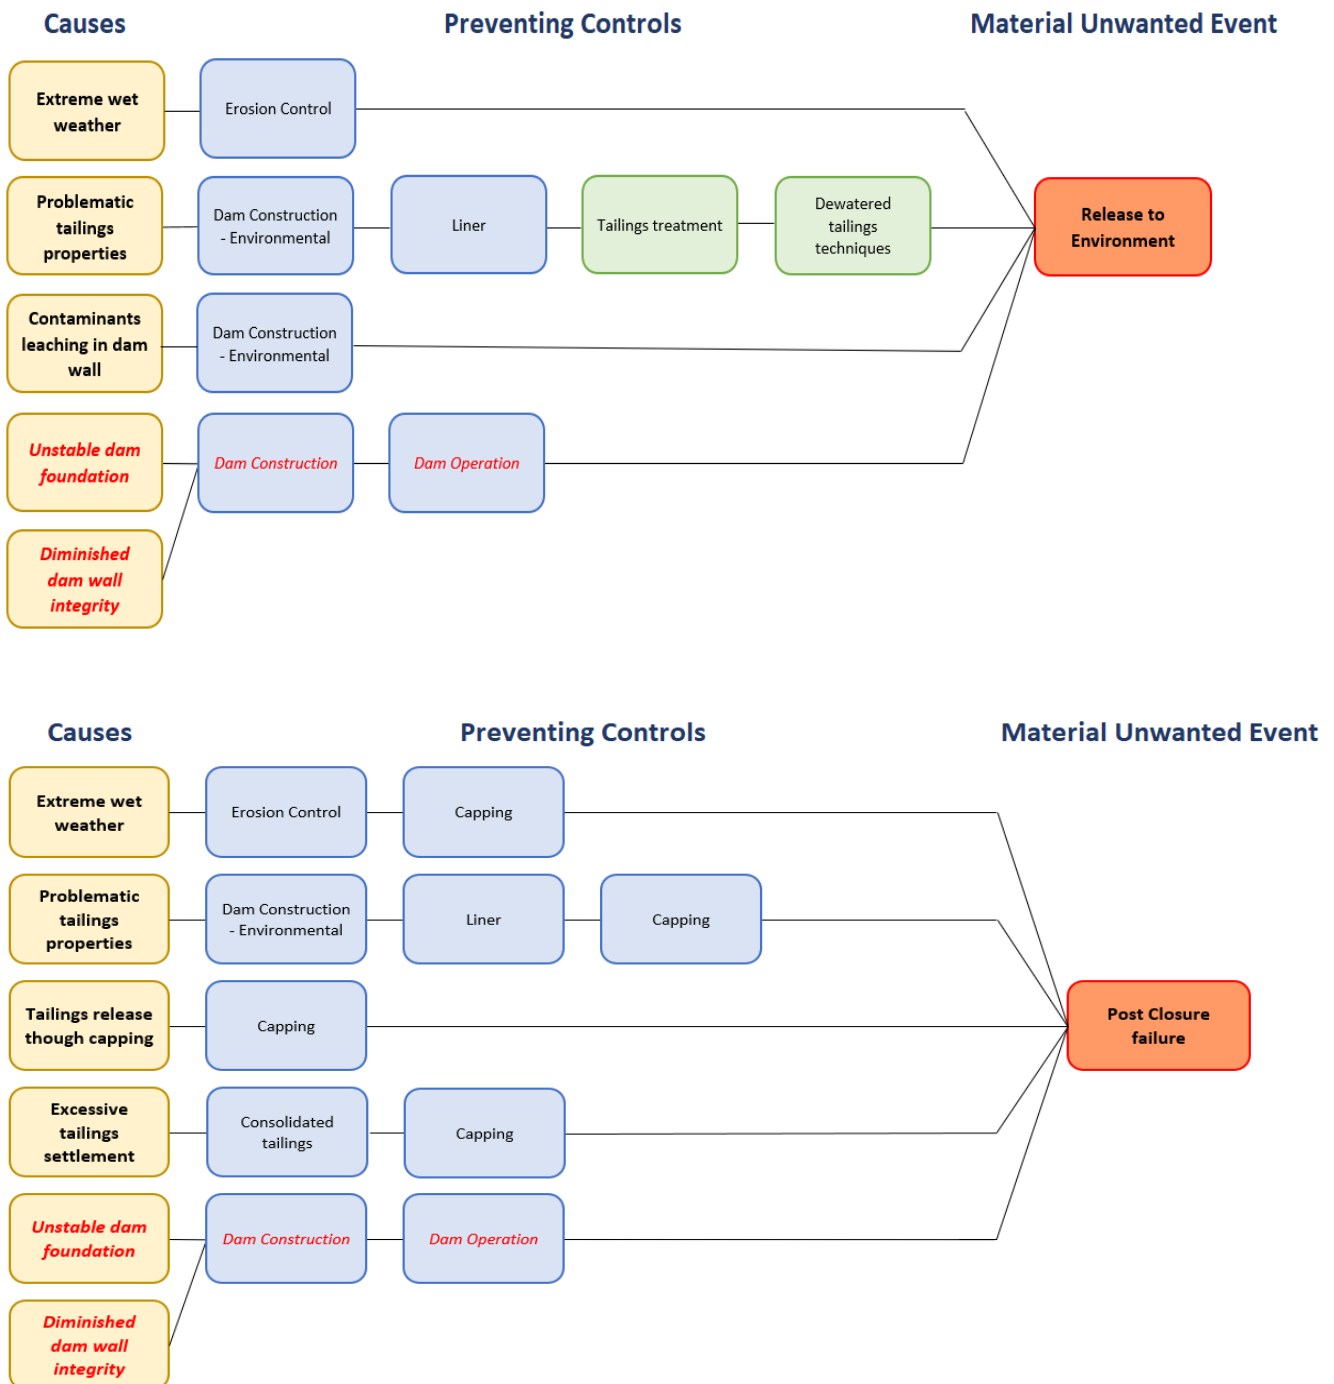 Causes
Preventing Controls
Material Unwanted Event
Extreme wet
weather
Erosion Control
Problematic
tailings
properties
Dam Construction
- Environmental
Liner
Tailings treatment
Dewatered
tailings
techniques
Release to
Environment
Contaminants
leaching in dam
wall
Dam Construction
- Environmental
Unstable dam
foundation
Dam Construction
Dam Operation
Diminished
dam wall
integrity
Causes
Preventing Controls
Material Unwanted Event
Extreme wet
weather
Erosion Control
Capping
Problematic
tailings
properties
Dam Construction
- Environmental
Liner
Capping
Tailings release
though capping
Capping
Post Closure
failure
Excessive
tailings
settlement
Consolidated
tailings
Capping
Unstable dam
foundation
Dam Construction
Dam Operation
Diminished
dam wall
integrity